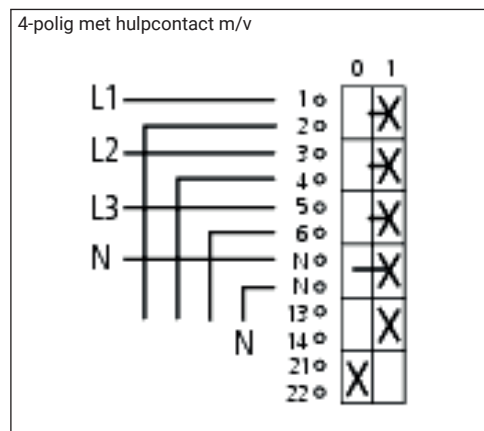 4-polig met hulpcontact m/v
0 1
L1 1
2
L2 3
4
L3 5
6
N N
N
N 13
14
21
22
X
X
X
X
X
X